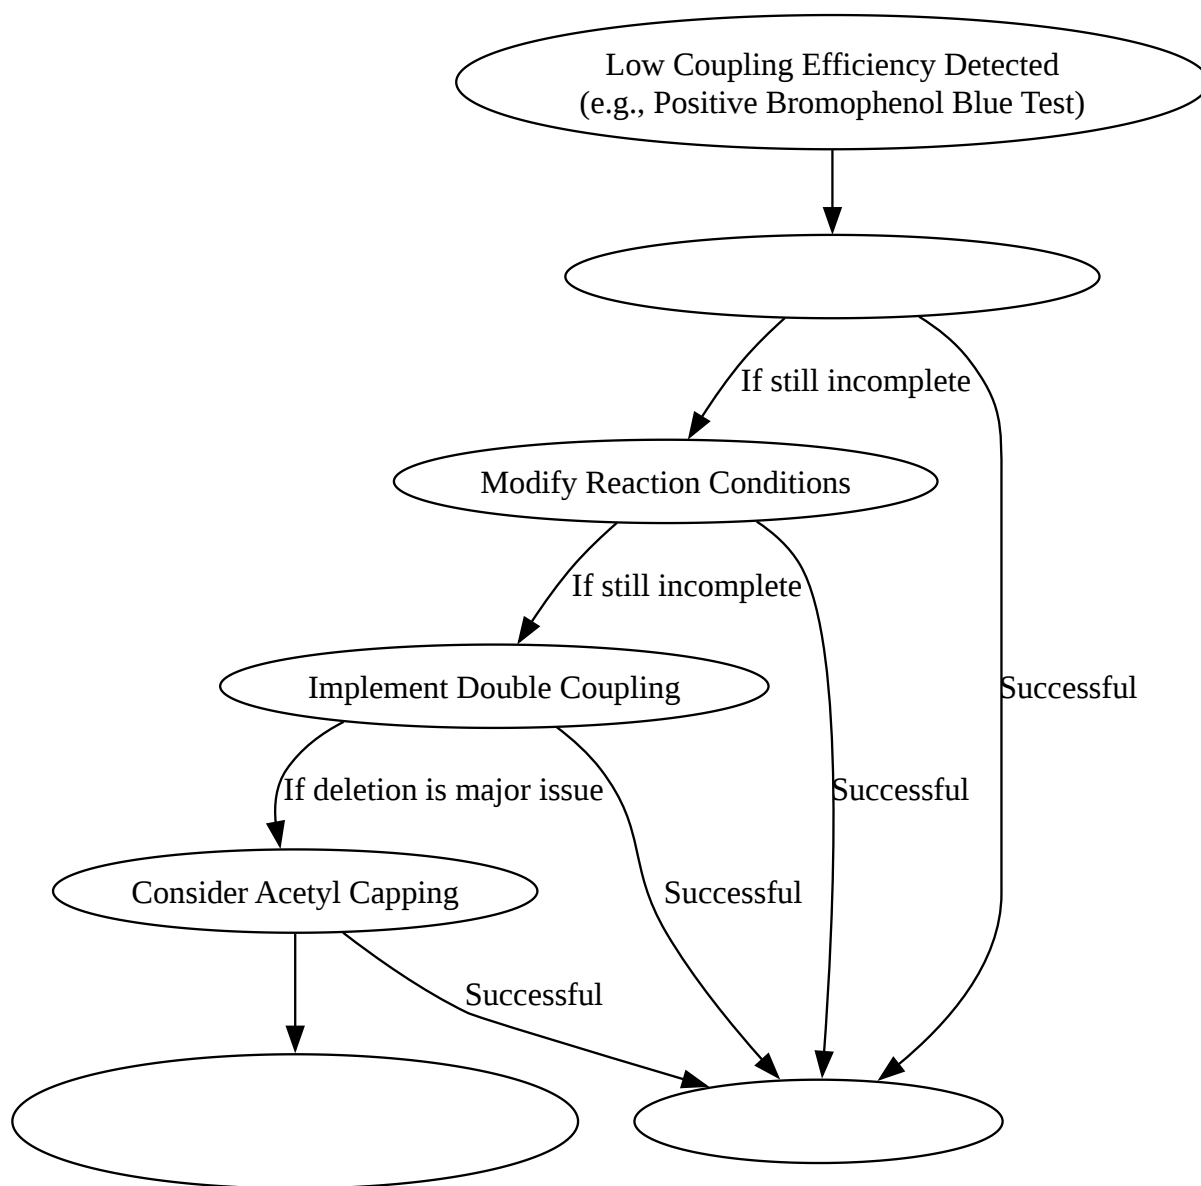 Low Coupling Efficiency Detected
(e.g., Positive Bromophenol Blue Test)
If still incomplete
Modify Reaction Conditions
If still incomplete
Implement Double Coupling
Successful
If deletion is major issue
Successful
Consider Acetyl Capping
Successful
Successful